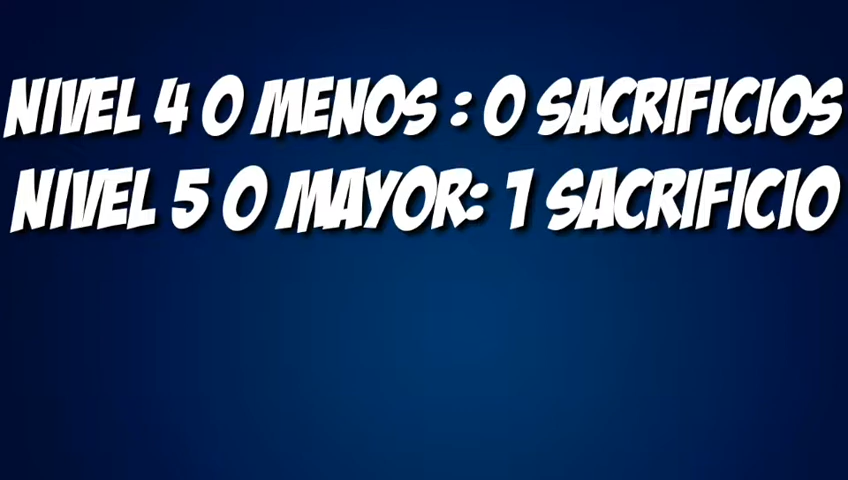 NIVEL 4 O MENOS : 0 SACRIFICIOS
NIVEL 5 O MAYOR: 1 SACRIFICIO